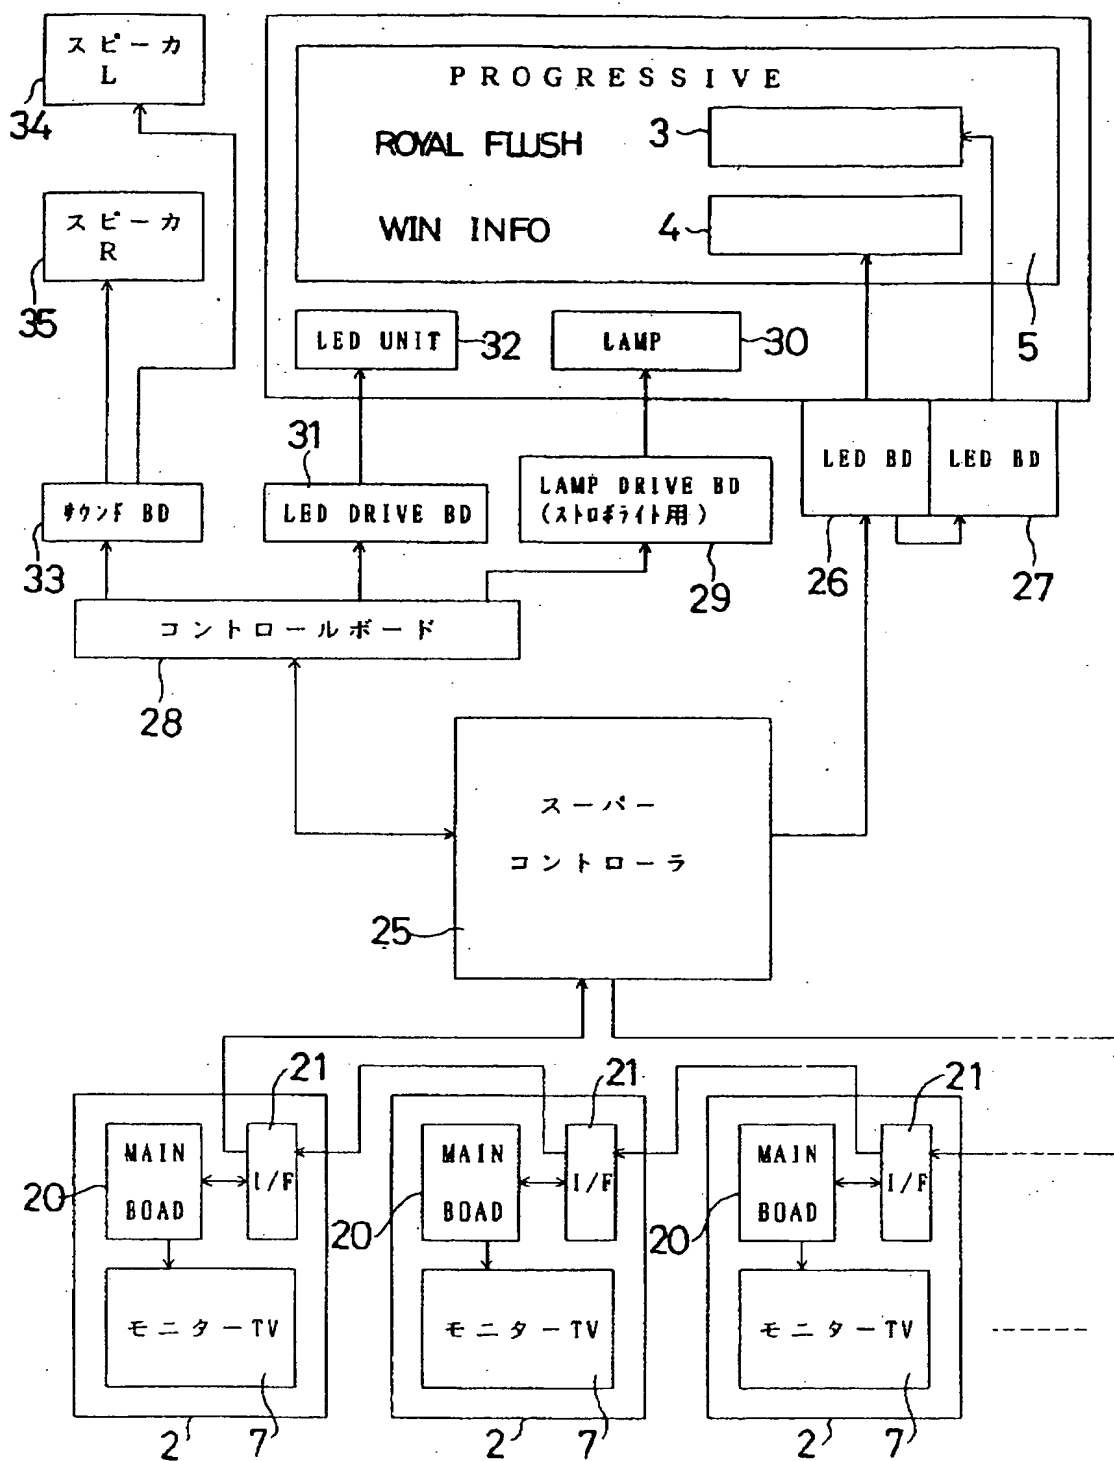 スピーカ
L
34
スピーカ
R
35
PROGRESSIVE
ROYAL FLUSH
3
WIN INFO
4
5
LED UNIT
32
LAMP
30
31
サウンド BD
33
LED DRIVE BD
LAMP DRIVE BD
(ストロボライト用)
29
LED BD
26
LED BD
27
コントロールボード
28
スーパー
コントローラ
25
21
21
21
MAIN
BOAD
I/F
20
MAIN
BOAD
I/F
20
MAIN
BOAD
I/F
20
モニターTV
モニターTV
モニターTV
2
7
2
7
2
7